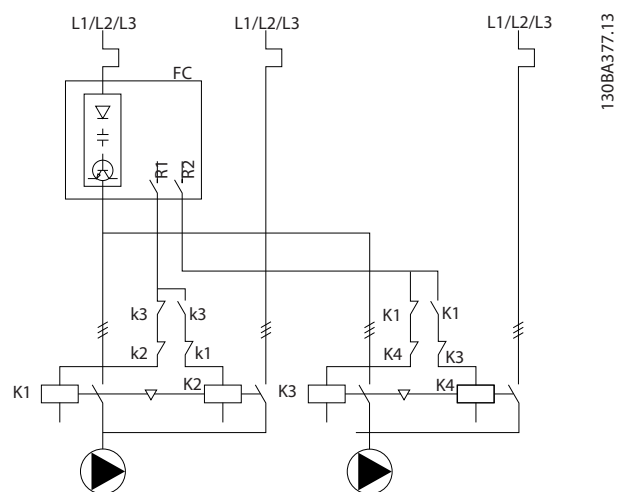 L1/L2/L3
L1/L2/L3
L1/L2/L3
130BA377.13
FC
R1
R2
k3
k3
K1
K1
k2
k1
K4
K3
K1
K2
K3
K4